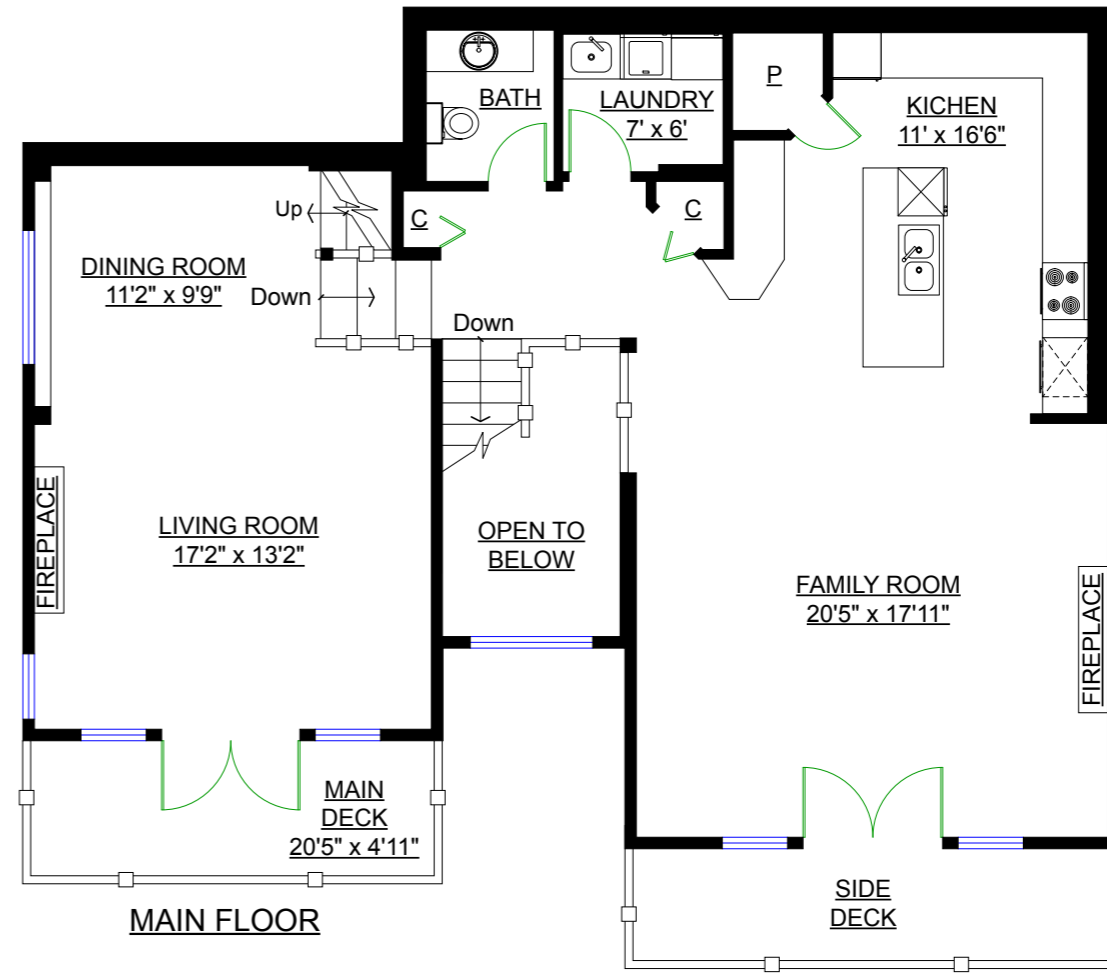 BATH
LAUNDRY
7' x 6'
P
KICHEN
11' x 16'6"
Up
C
C
DINING ROOM
11'2" x 9'9"
Down
Down
FIREPLACE
LIVING ROOM
17'2" x 13'2"
OPEN TO
BELOW
FAMILY ROOM
20'5" x 17'11"
FIREPLACE
MAIN
DECK
20'5" x 4'11"
SIDE
DECK
MAIN FLOOR